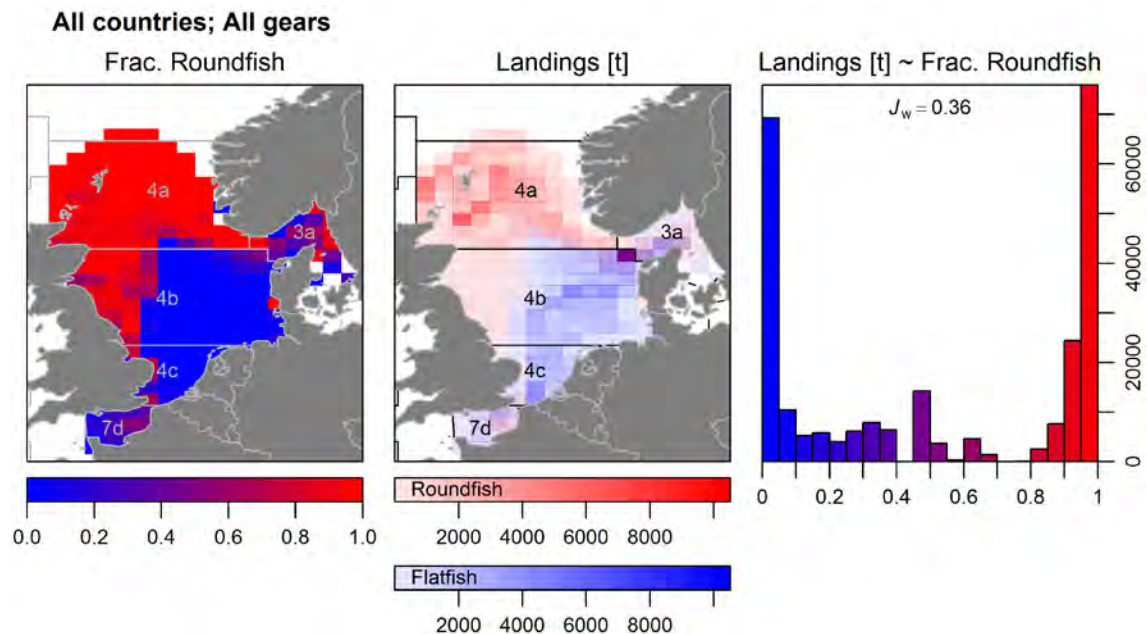 All countries; All gears
Frac. Roundfish
4a
3a
4b
4c
7d
0.0 0.2 0.4 0.6 0.8 1.0
Landings [t]
4a
3a
4b
4c
7d
Roundfish
2000 4000 6000 8000
Flatfish
2000 4000 6000 8000
Landings [t] ~ Frac. Roundfish
Jw = 0.36
60000
40000
20000
0
0 0.2 0.4 0.6 0.8 1